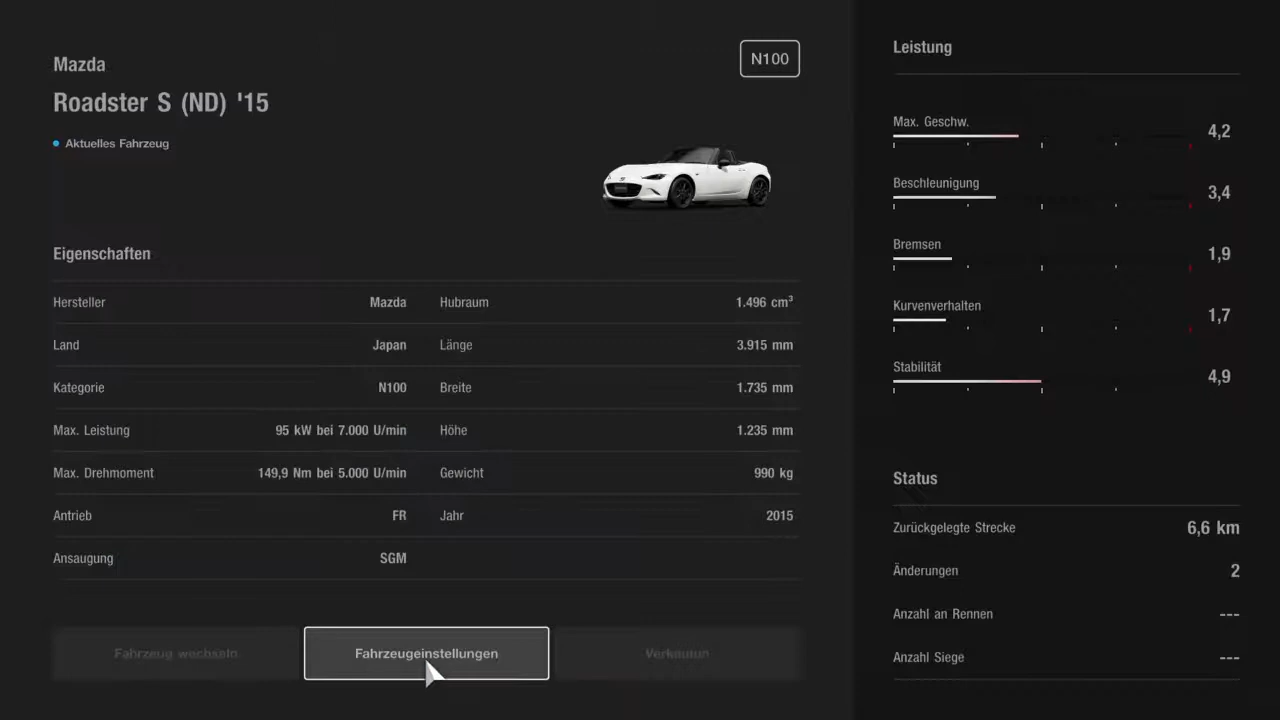 Mazda
Roadster S (ND) '15
N100
Aktuelles Fahrzeug
Eigenschaften
Hersteller Mazda
Land Japan
Kategorie N100
Max. Leistung 95 kW bei 7.000 U/min
Max. Drehmoment 149,9 Nm bei 5.000 U/min
Antrieb FR
Ansaugung SGM
Hubraum 1.496 cm³
Länge 3.915 mm
Breite 1.735 mm
Höhe 1.235 mm
Gewicht 990 kg
Jahr 2015
Fahrzeug wechseln
Fahrzeugeinstellungen
Verkaufen
Leistung
Max. Geschw. 4,2
Beschleunigung 3,4
Bremsen 1,9
Kurvenverhalten 1,7
Stabilität 4,9
Status
Zurückgelegte Strecke 6,6 km
Änderungen 2
Anzahl an Rennen ---
Anzahl Siege ---